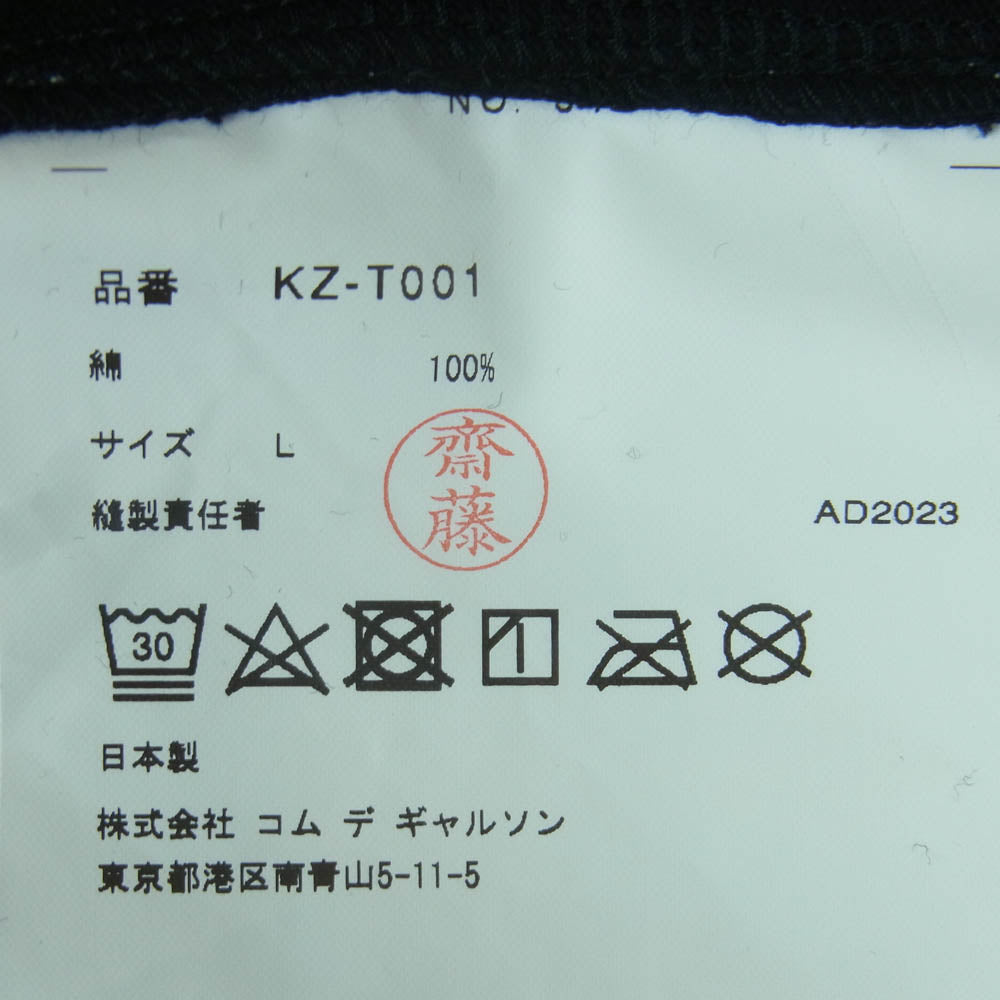 NO.
品番 KZ-T001
綿 100%
サイズ L
齋藤
縫製責任者 AD2023
30
日本製
株式会社 コム デ ギャルソン
東京都港区南青山5-11-5